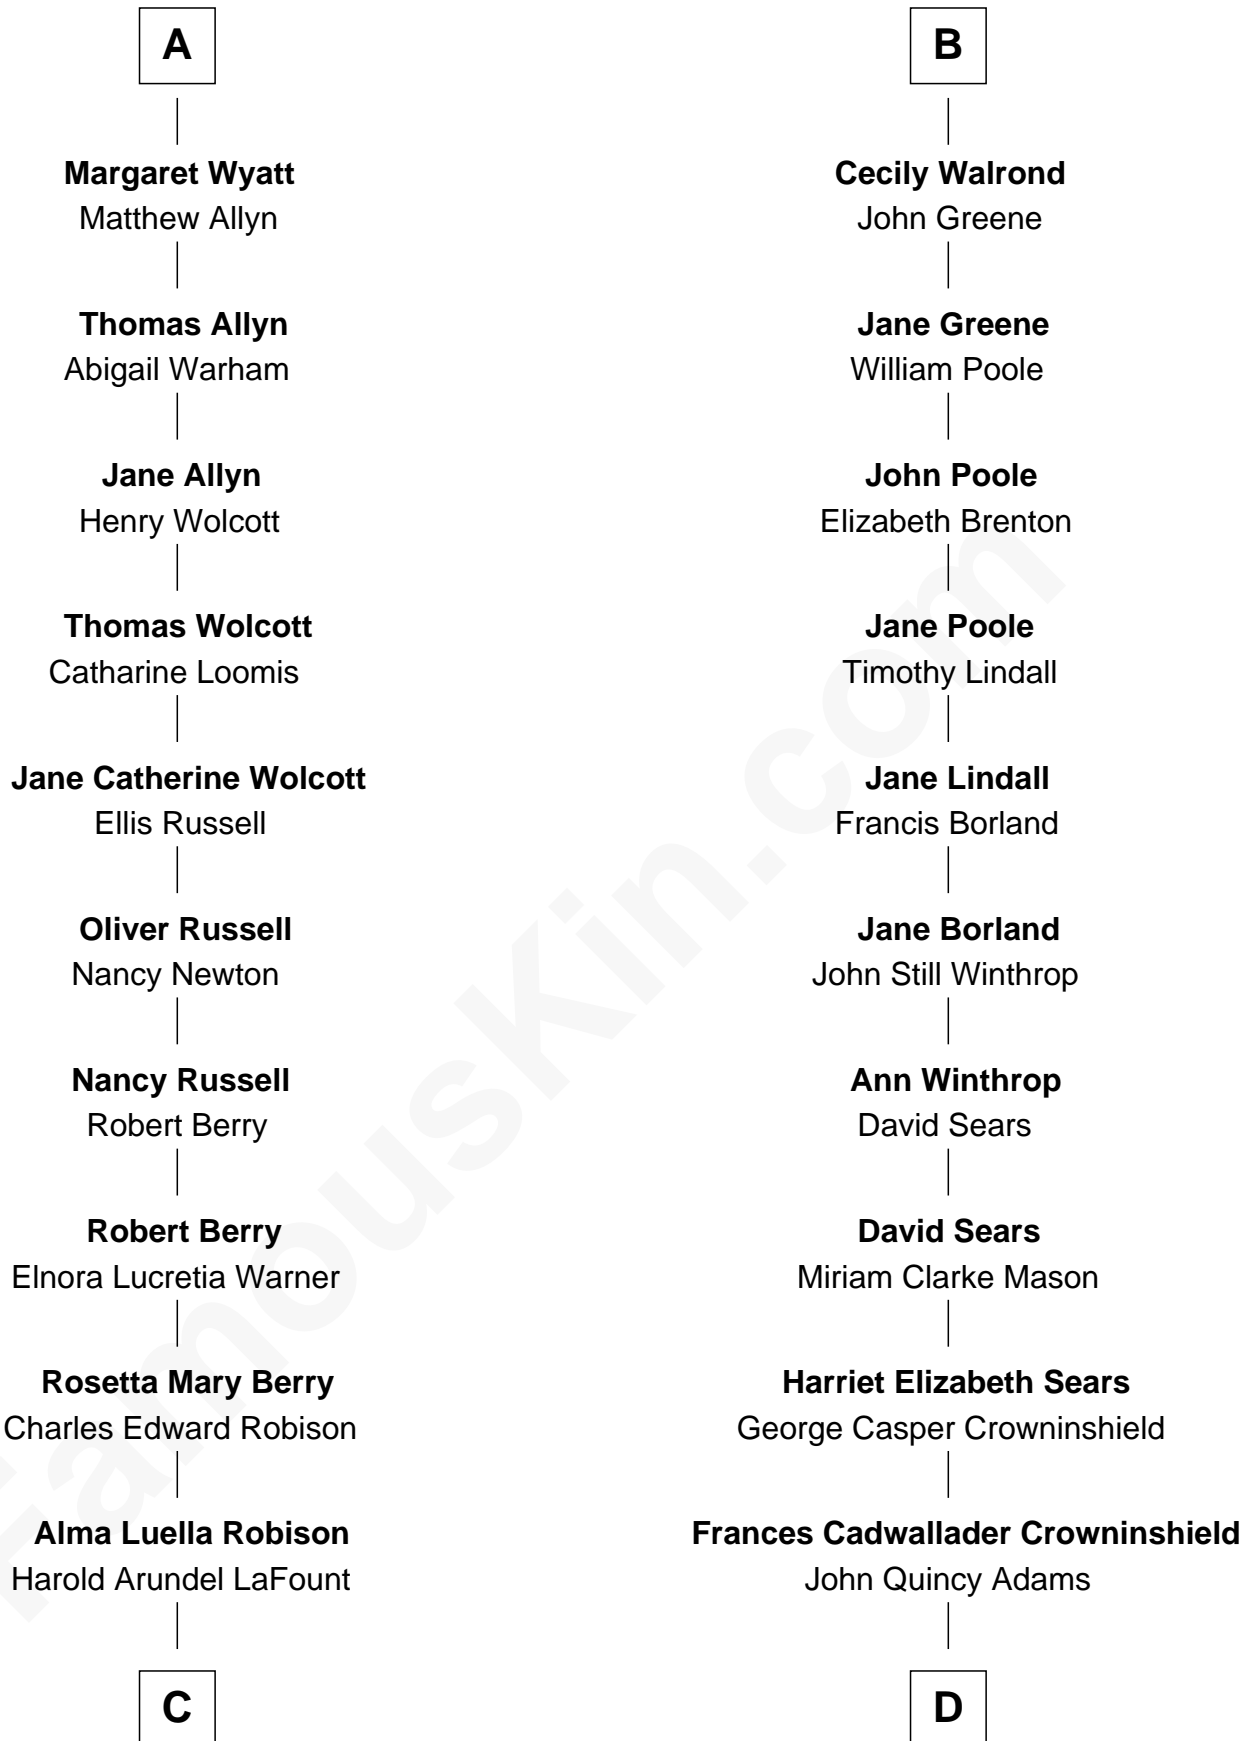 A
Margaret Wyatt
Matthew Allyn
Thomas Allyn
Abigail Warham
Jane Allyn
Henry Wolcott
Thomas Wolcott
Catharine Loomis
Jane Catherine Wolcott
Ellis Russell
Oliver Russell
Nancy Newton
Nancy Russell
Robert Berry
Robert Berry
Elnora Lucretia Warner
Rosetta Mary Berry
Charles Edward Robison
Alma Luella Robison
Harold Arundel LaFount
C
B
Cecily Walrond
John Greene
Jane Greene
William Poole
John Poole
Elizabeth Brenton
Jane Poole
Timothy Lindall
Jane Lindall
Francis Borland
Jane Borland
John Still Winthrop
Ann Winthrop
David Sears
David Sears
Miriam Clarke Mason
Harriet Elizabeth Sears
George Casper Crowninshield
Frances Cadwallader Crowninshield
John Quincy Adams
D
FamousKin.com